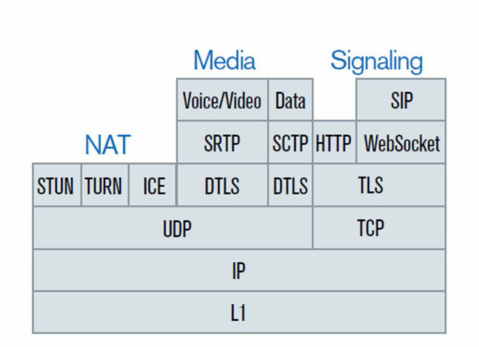 Media Signaling
Voice/Video Data SIP
NAT SRTP SCTP HTTP WebSocket
STUN TURN ICE DTLS DTLS TLS
UDP TCP
IP
L1